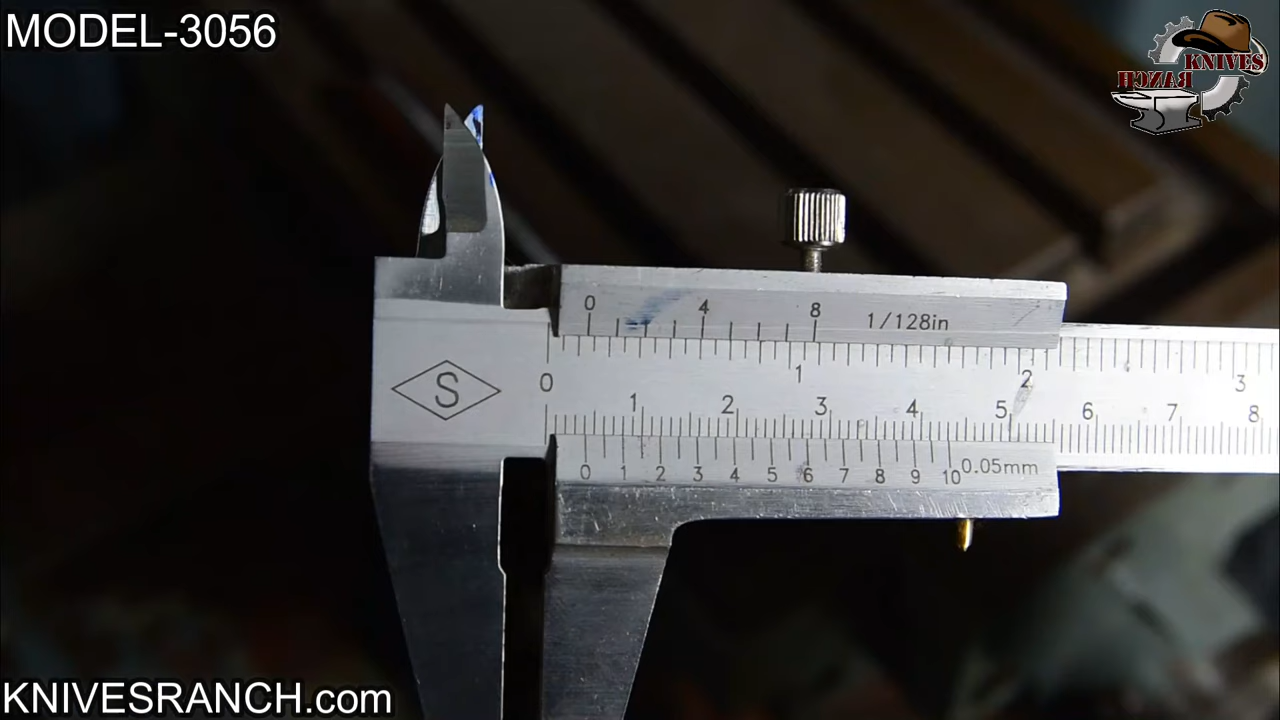 MODEL-3056
KNIVES
RANCH
0 4 8 1/128in
0 1 2 3
S
1 2 3 4 5 6 7 8
0 1 2 3 4 5 6 7 8 9 10 0.05mm
KNIVESRANCH.com